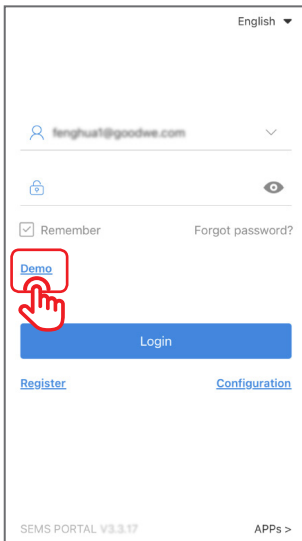 English
fenghua1@goodwe.com
Remember Forgot password?
Demo
Login
Register Configuration
SEMS PORTAL V3.3.17 APPs >